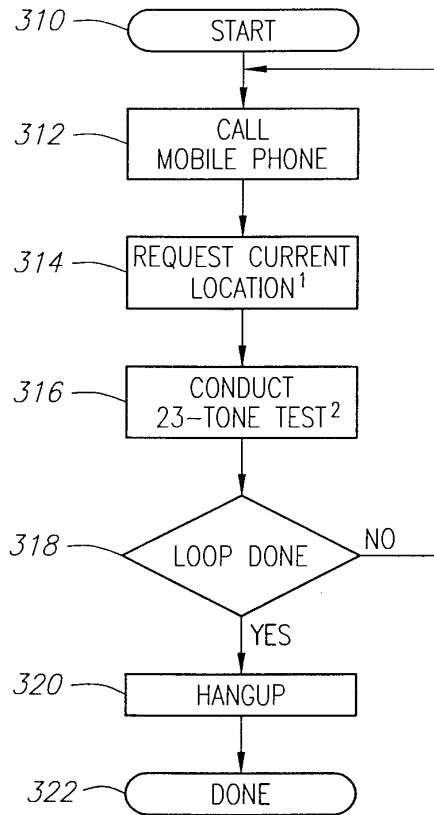 310 START
312 CALL
MOBILE PHONE
314 REQUEST CURRENT
LOCATION¹
316 CONDUCT
23-TONE TEST²
318 LOOP DONE NO
YES
320 HANGUP
322 DONE